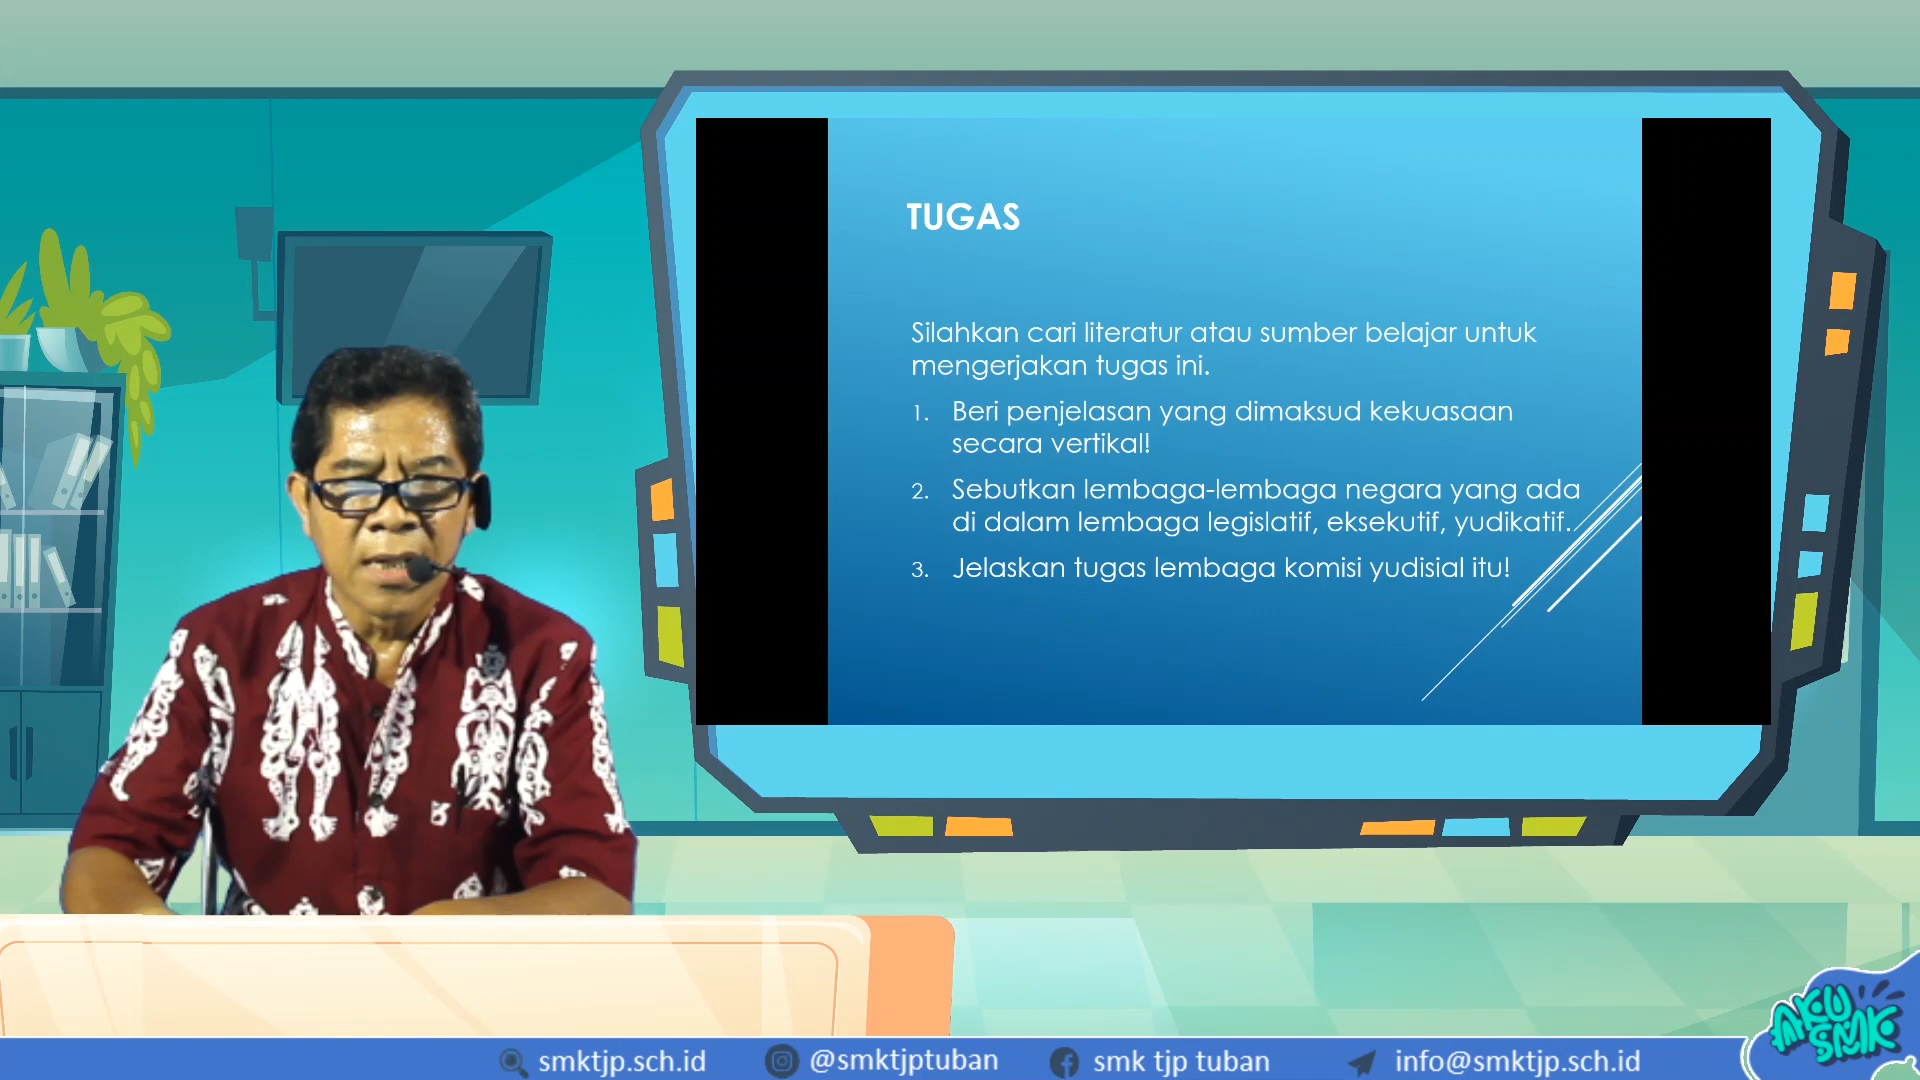 TUGAS
Silahkan cari literatur atau sumber belajar untuk
mengerjakan tugas ini.
1. Beri penjelasan yang dimaksud kekuasaan
secara vertikal!
2. Sebutkan lembaga-lembaga negara yang ada
di dalam lembaga legislatif, eksekutif, yudikatif.
3. Jelaskan tugas lembaga komisi yudisial itu!
AKU
SMK
smktjp.sch.id @smktjptuban smk tjp tuban info@smktjp.sch.id